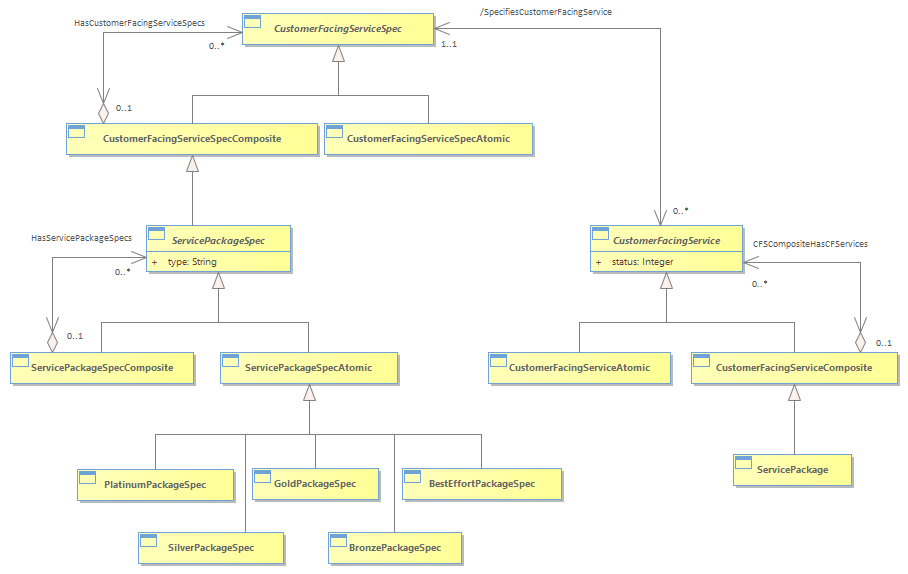 /SpecifiesCustomerFacingService
HasCustomerFacingServiceSpecs
CustomerFacingServiceSpec
0..*
1..1
0..1
CustomerFacingServiceSpecComposite
CustomerFacingServiceSpecAtomic
0..*
HasServicePackageSpecs
ServicePackageSpec
CustomerFacingService
CFSCompositeHasCFServices
+ type: String
+ status: Integer
0..*
0..*
0..1
0..1
ServicePackageSpecComposite
ServicePackageSpecAtomic
CustomerFacingServiceAtomic
CustomerFacingServiceComposite
ServicePackage
PlatinumPackageSpec
GoldPackageSpec
BestEffortPackageSpec
SilverPackageSpec
BronzePackageSpec